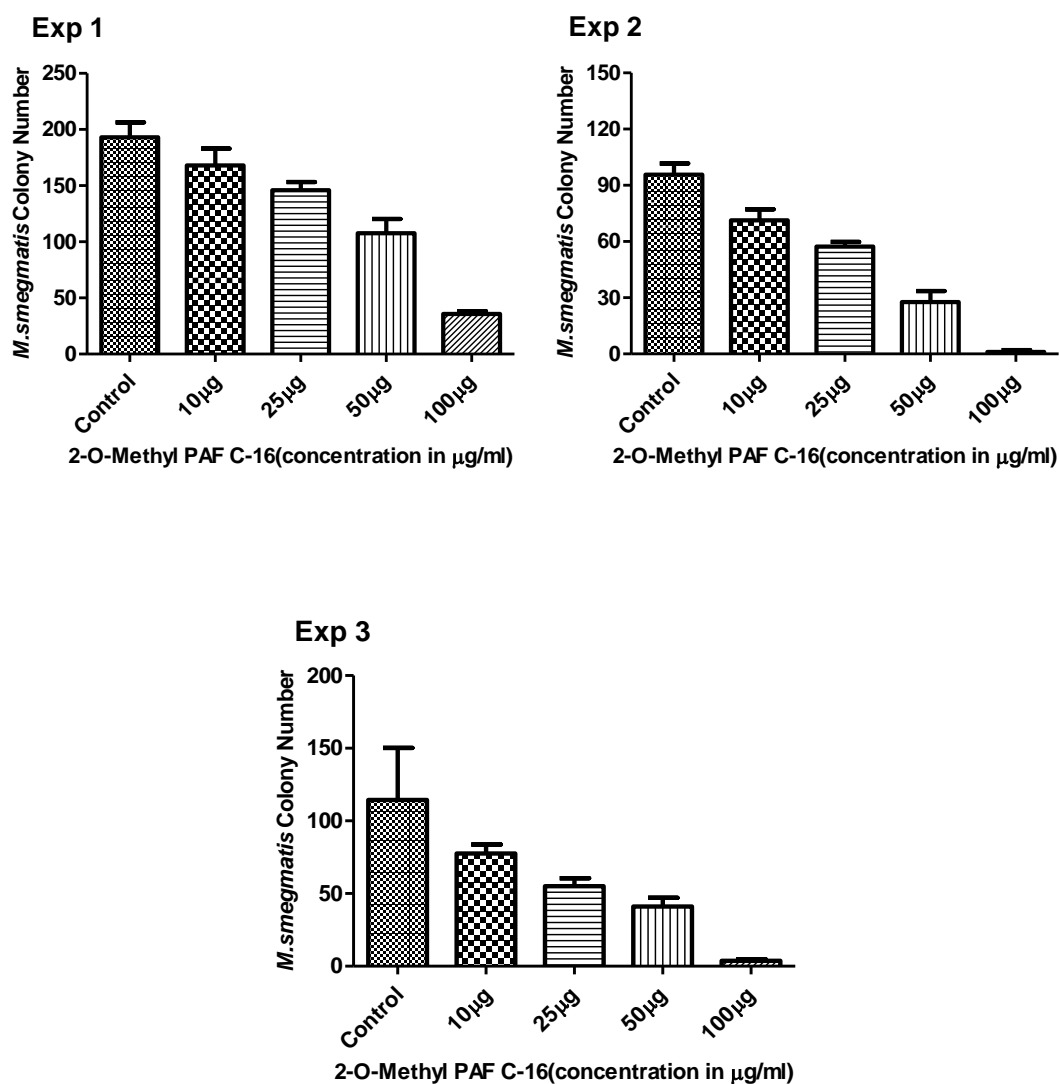 Exp 1
M.smegmatis Colony Number
250
200
150
100
50
0
Control
10µg
25µg
50µg
100µg
2-O-Methyl PAF C-16(concentration in µg/ml)
Exp 2
M.smegmatis Colony Number
150
120
90
60
30
0
Control
10µg
25µg
50µg
100µg
2-O-Methyl PAF C-16(concentration in µg/ml)
Exp 3
M.smegmatis Colony Number
200
150
100
50
0
Control
10µg
25µg
50µg
100µg
2-O-Methyl PAF C-16(concentration in µg/ml)